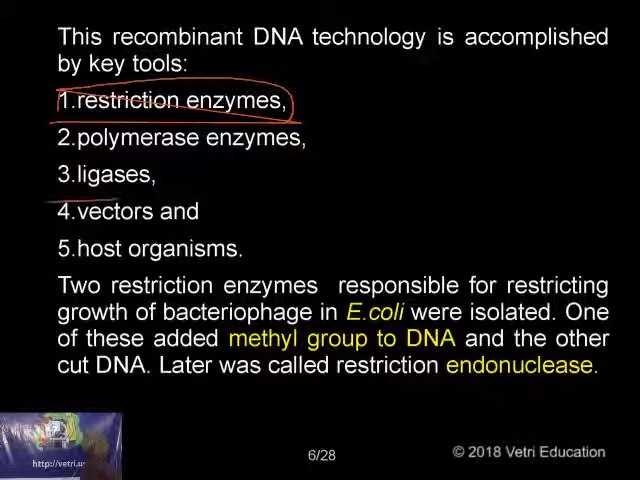 This recombinant DNA technology is accomplished
by key tools:
1.restriction enzymes,
2.polymerase enzymes,
3.ligases,
4.vectors and
5.host organisms.
Two restriction enzymes responsible for restricting
growth of bacteriophage in E.coli were isolated. One
of these added methyl group to DNA and the other
cut DNA. Later was called restriction endonuclease.
6/28
© 2018 Vetri Education